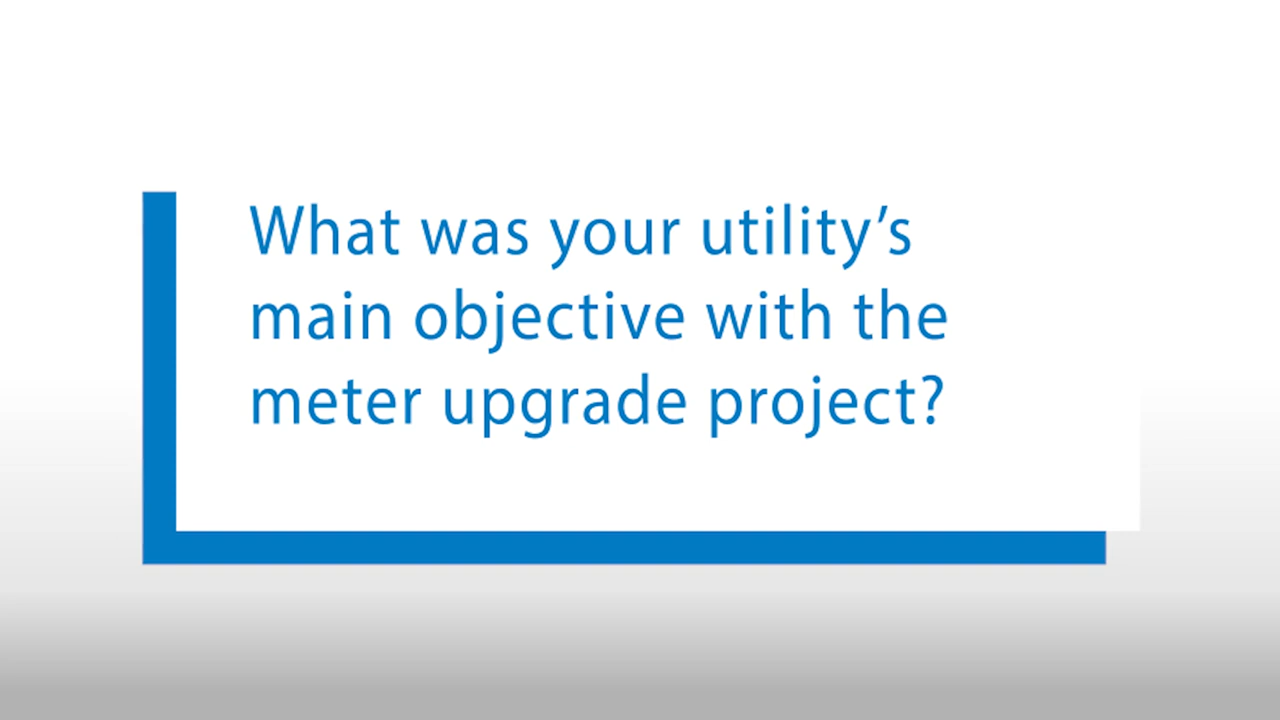 What was your utility’s
main objective with the
meter upgrade project?